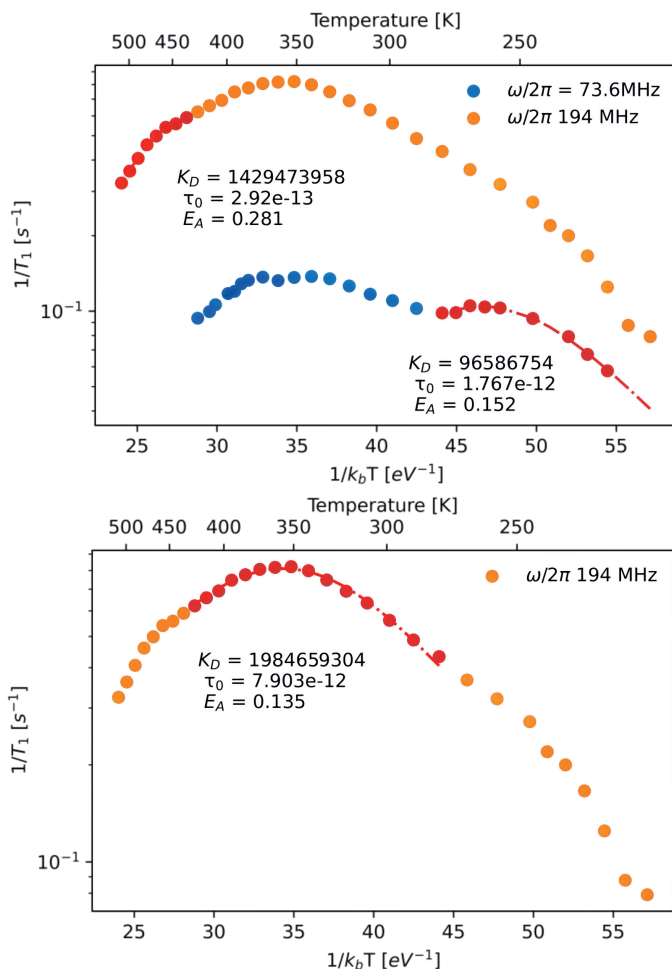 Temperature [K]
500 450 400 350 300 250
ω/2π = 73.6MHz
ω/2π 194 MHz
K_D = 1429473958
τ_0 = 2.92e-13
E_A = 0.281
1/T_1 [s^{-1}]
10^{-1}
K_D = 96586754
τ_0 = 1.767e-12
E_A = 0.152
25 30 35 40 45 50 55
1/k_bT [eV^{-1}]
Temperature [K]
500 450 400 350 300 250
ω/2π 194 MHz
K_D = 1984659304
τ_0 = 7.903e-12
E_A = 0.135
1/T_1 [s^{-1}]
10^{-1}
25 30 35 40 45 50 55
1/k_bT [eV^{-1}]